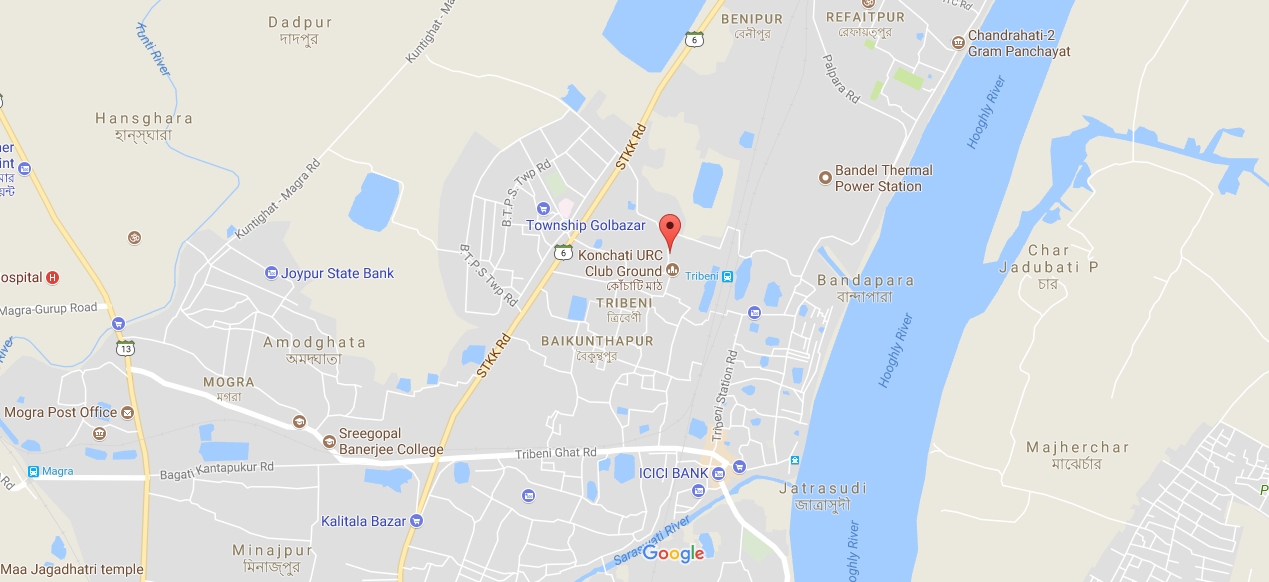 Dadpur
দাদপুর
Kunti River
Kuntighat - Magra Rd
BENIPUR
বেনীপুর
REFAITPUR
রেফায়তপুর
TC Rd
6
Chandrahati-2
Gram Panchayat
Palpara Rd
Hooghly River
Hansghara
হান্সঘারা
STKK Rd
B.T.P.S. Twp Rd
Bandel Thermal
Power Station
Kuntighat - Magra Rd
Township Golbazar
6
Konchati URC
Club Ground
কোঁচাটি মাঠ
Tribeni
Char
Jadubati P
চার
ospital
H
Joypur State Bank
B.T.P.S Twp Rd
Bandapara
বান্দাপারা
Magra-Gurup Road
TRIBENI
ত্রিবেণী
13
Amodghata
অমদ্ঘাতা
BAIKUNTHAPUR
বৈকুন্ঠপুর
STKK Rd
Hooghly River
MOGRA
মগরা
Tribeni Station Rd
Mogra Post Office
Sreegopal
Banerjee College
Majherchar
মাঝের্চার
Tribeni Ghat Rd
Magra
Bagati Kantapukur Rd
ICICI BANK
Jatrasudi
জাত্রাসুদী
Kalitala Bazar
Saraswati River
Google
Hooghly River
Minajpur
মিনাজ্পুর
Maa Jagadhatri temple